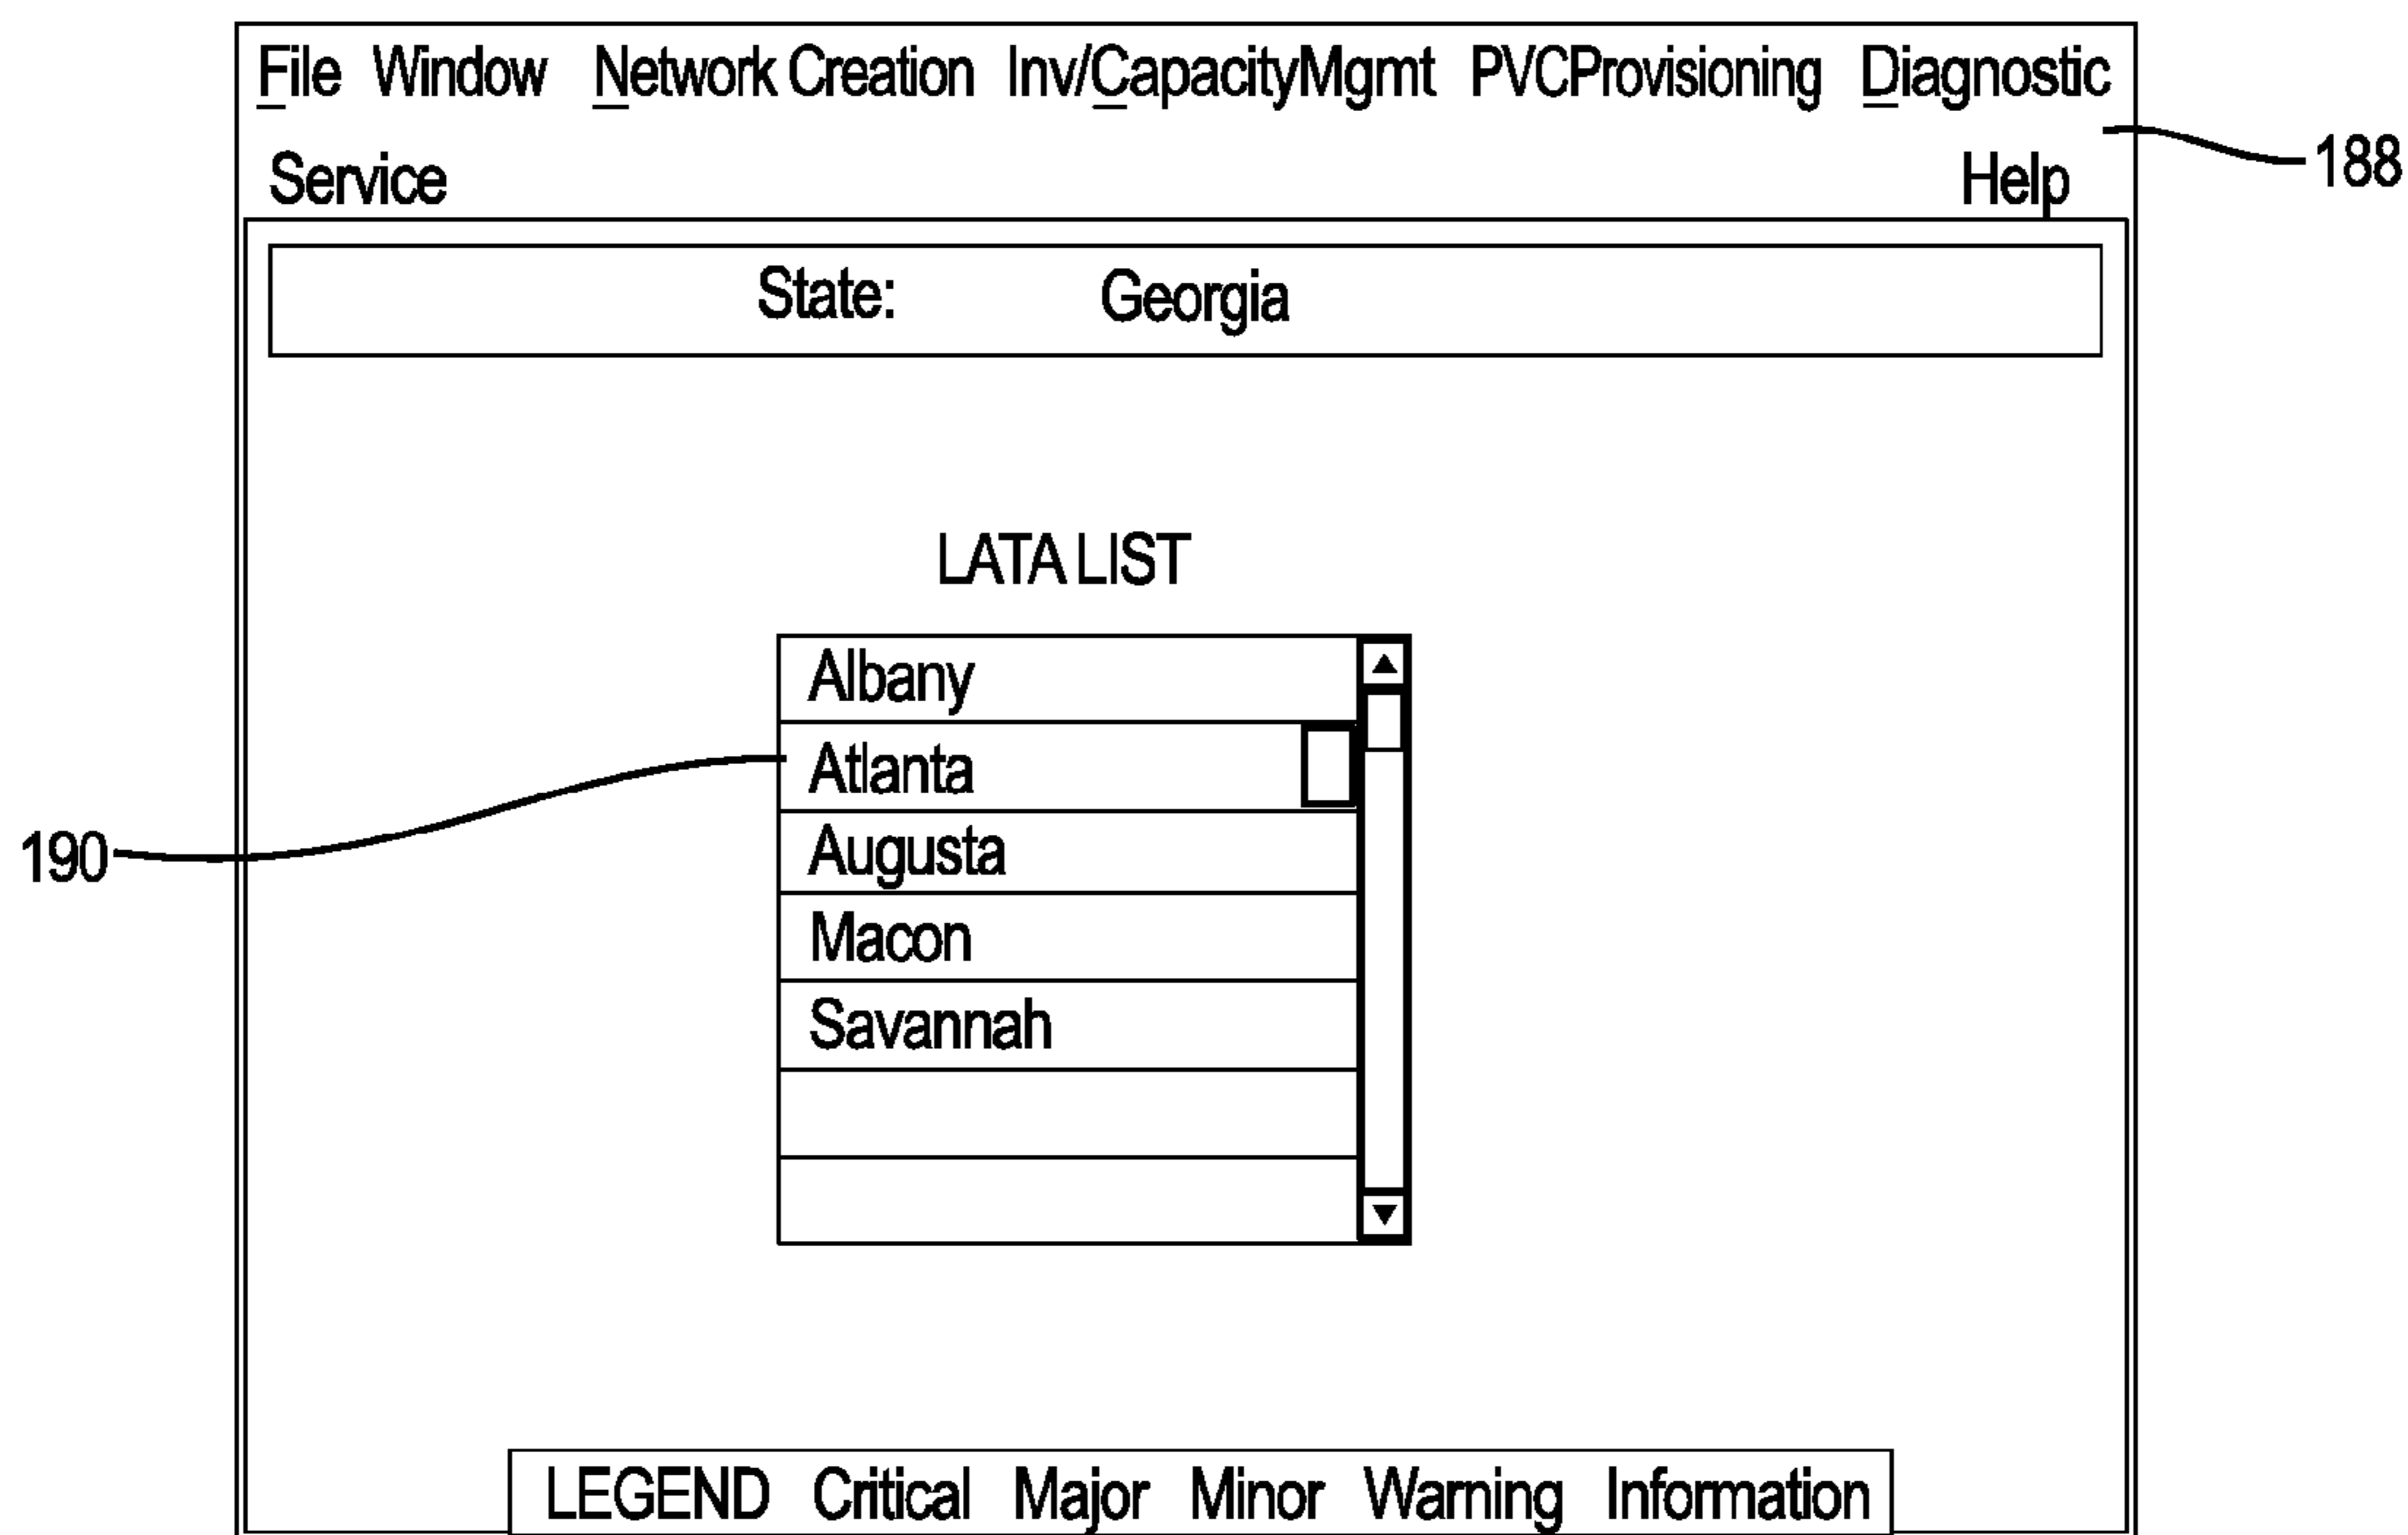 File Window Network Creation Inv/CapacityMgmt PVCProvisioning Diagnostic
188
Service Help
State: Georgia
LATA LIST
Albany
Atlanta
190
Augusta
Macon
Savannah
LEGEND Critical Major Minor Warning Information